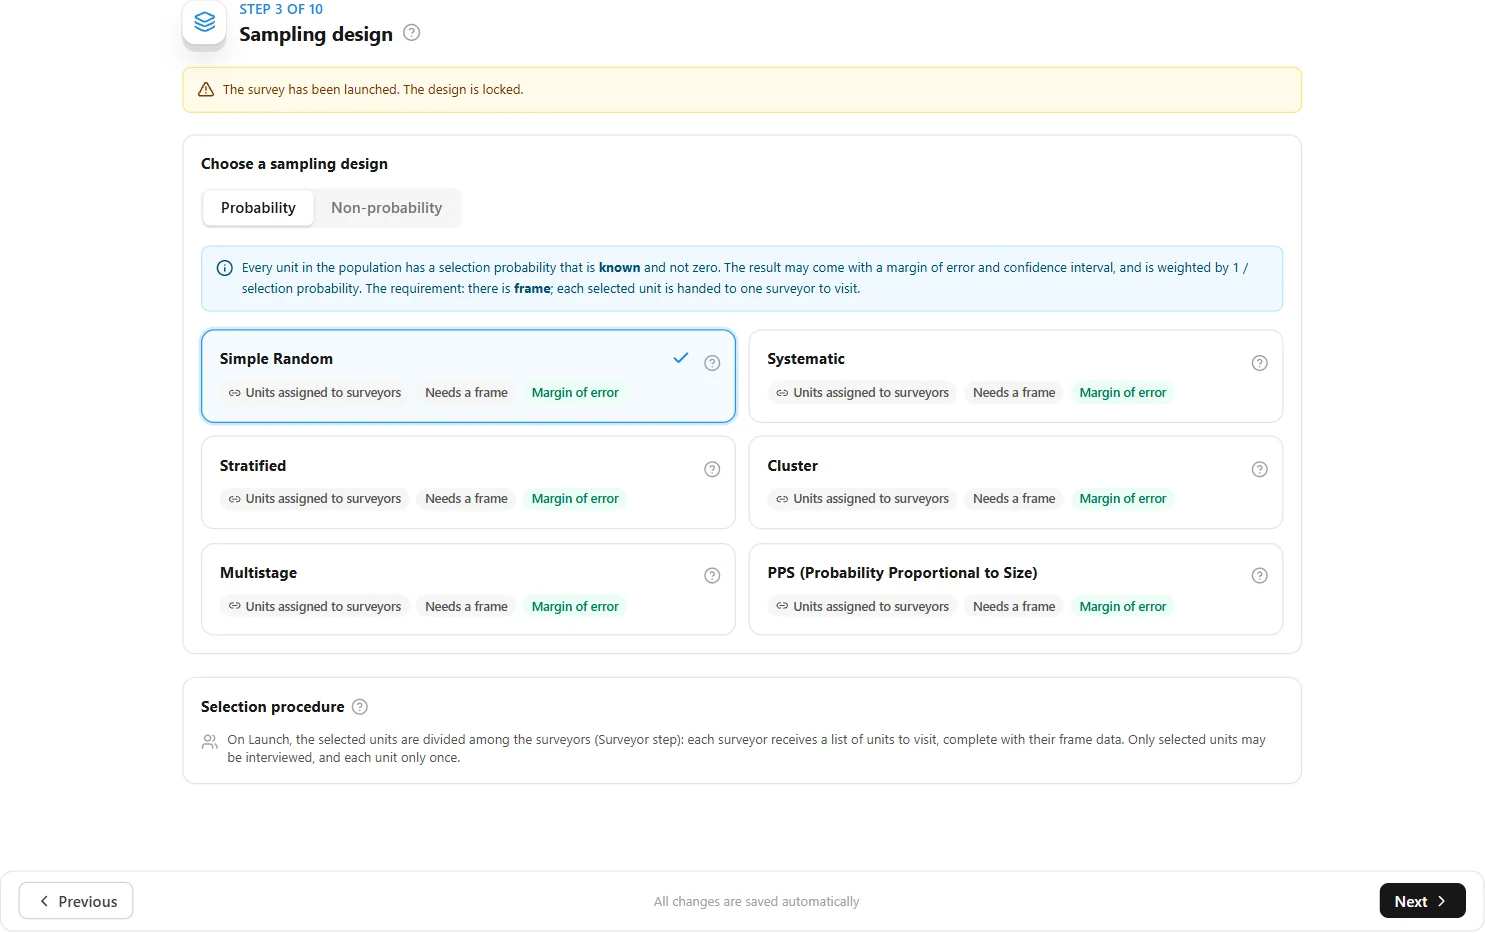 STEP 3 OF 10
Sampling design
The survey has been launched. The design is locked.
Choose a sampling design
Probability
Non-probability
Every unit in the population has a selection probability that is known and not zero. The result may come with a margin of error and confidence interval, and is weighted by 1 /
selection probability. The requirement: there is frame; each selected unit is handed to one surveyor to visit.
Simple Random
Units assigned to surveyors
Needs a frame
Margin of error
Systematic
Units assigned to surveyors
Needs a frame
Margin of error
Stratified
Units assigned to surveyors
Needs a frame
Margin of error
Cluster
Units assigned to surveyors
Needs a frame
Margin of error
Multistage
Units assigned to surveyors
Needs a frame
Margin of error
PPS (Probability Proportional to Size)
Units assigned to surveyors
Needs a frame
Margin of error
Selection procedure
On Launch, the selected units are divided among the surveyors (Surveyor step): each surveyor receives a list of units to visit, complete with their frame data. Only selected units may
be interviewed, and each unit only once.
Previous
All changes are saved automatically
Next